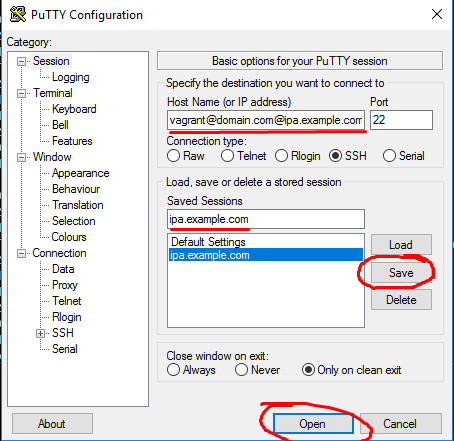 PuTTY Configuration
Category:
Session
Logging
Terminal
Keyboard
Bell
Features
Window
Appearance
Behaviour
Translation
Selection
Colours
Connection
Data
Proxy
Telnet
Rlogin
SSH
Serial
Basic options for your PuTTY session
Specify the destination you want to connect to
Host Name (or IP address) Port
vagrant@domain.com@ipa.example.com 22
Connection type:
Raw Telnet Rlogin SSH Serial
Load, save or delete a stored session
Saved Sessions
ipa.example.com
Default Settings
ipa.example.com
Load
Save
Delete
Close window on exit:
Always Never Only on clean exit
About Open Cancel